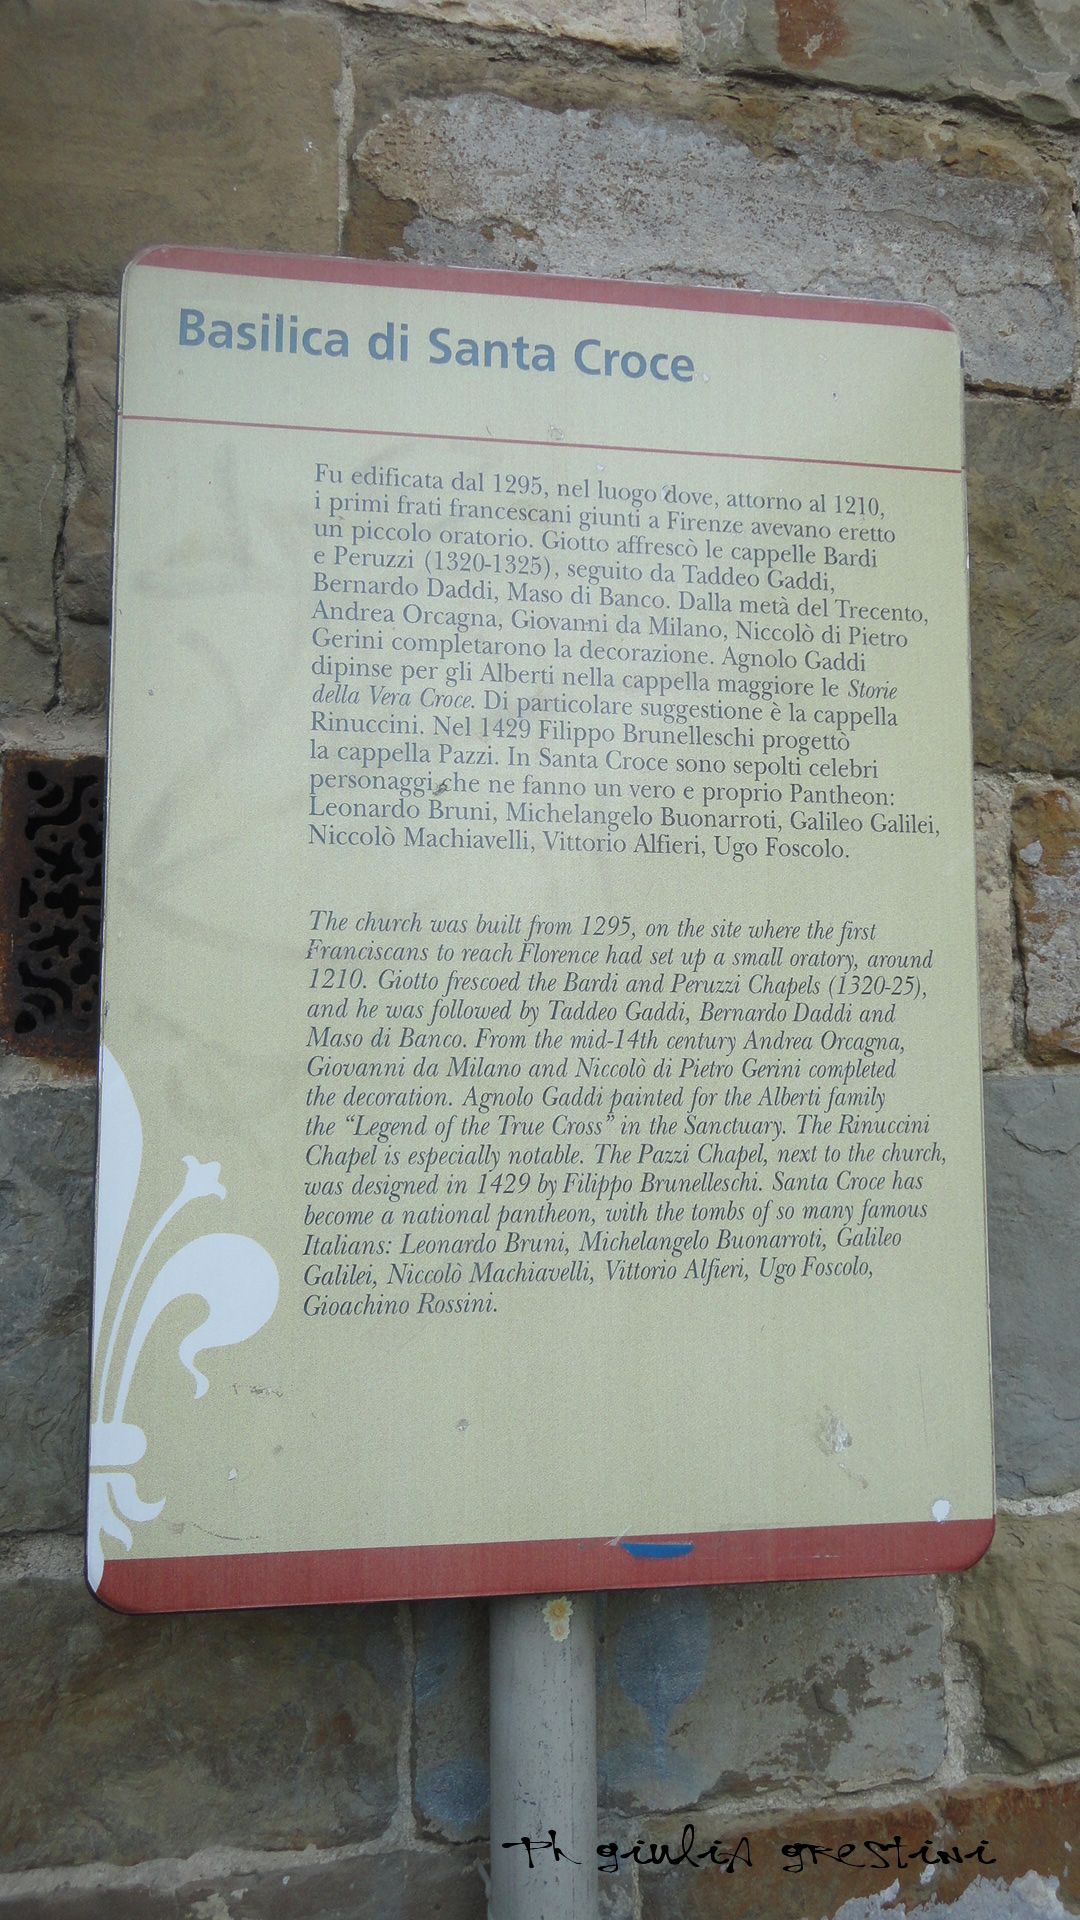 Basilica di Santa Croce
Fu edificata dal 1295, nel luogo dove, attorno al 1210,
i primi frati francescani giunti a Firenze avevano eretto
un piccolo oratorio. Giotto affrescò le cappelle Bardi
e Peruzzi (1320-1325), seguito da Taddeo Gaddi,
Bernardo Daddi, Maso di Banco. Dalla metà del Trecento,
Andrea Orcagna, Giovanni da Milano, Niccolò di Pietro
Gerini completarono la decorazione. Agnolo Gaddi
dipinse per gli Alberti nella cappella maggiore le Storie
della Vera Croce. Di particolare suggestione è la cappella
Rinuccini. Nel 1429 Filippo Brunelleschi progettò
la cappella Pazzi. In Santa Croce sono sepolti celebri
personaggi che ne fanno un vero e proprio Pantheon:
Leonardo Bruni, Michelangelo Buonarroti, Galileo Galilei,
Niccolò Machiavelli, Vittorio Alfieri, Ugo Foscolo.
The church was built from 1295, on the site where the first
Franciscans to reach Florence had set up a small oratory, around
1210. Giotto frescoed the Bardi and Peruzzi Chapels (1320-25),
and he was followed by Taddeo Gaddi, Bernardo Daddi and
Maso di Banco. From the mid-14th century Andrea Orcagna,
Giovanni da Milano and Niccolò di Pietro Gerini completed
the decoration. Agnolo Gaddi painted for the Alberti family
the “Legend of the True Cross” in the Sanctuary. The Rinuccini
Chapel is especially notable. The Pazzi Chapel, next to the church,
was designed in 1429 by Filippo Brunelleschi. Santa Croce has
become a national pantheon, with the tombs of so many famous
Italians: Leonardo Bruni, Michelangelo Buonarroti, Galileo
Galilei, Niccolò Machiavelli, Vittorio Alfieri, Ugo Foscolo,
Gioachino Rossini.
Ph giulia grestini